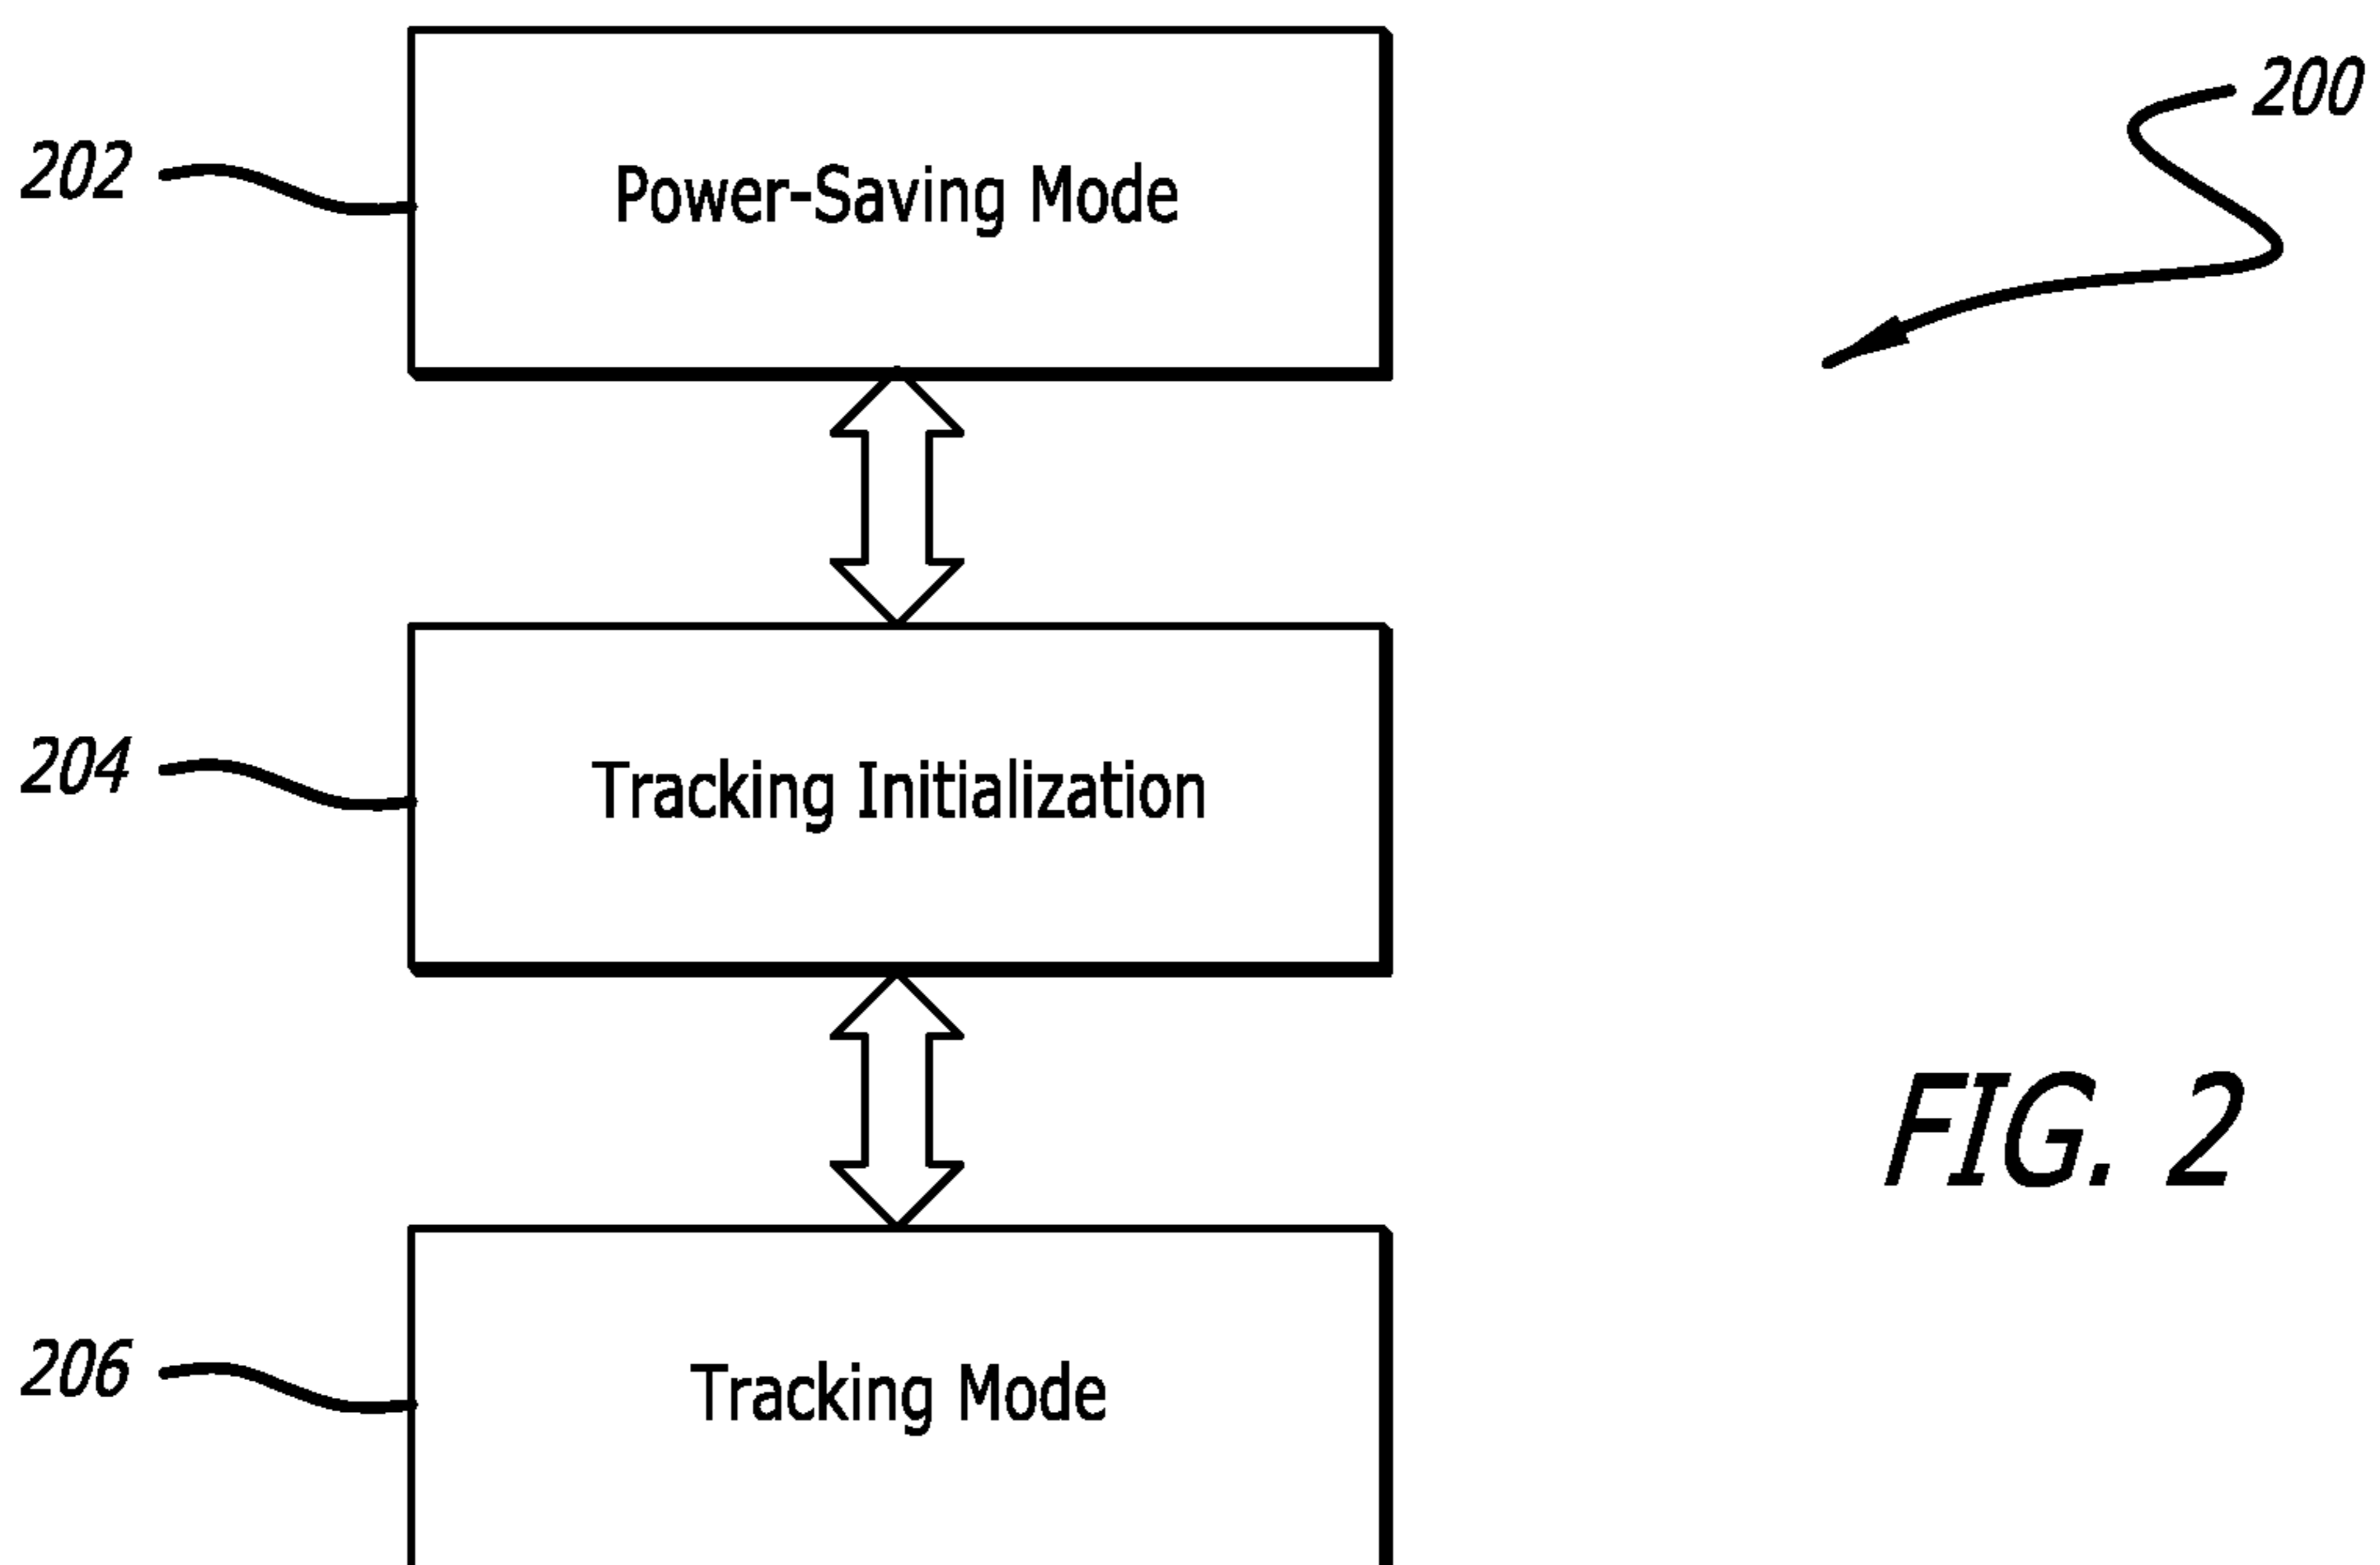 200
202
Power-Saving Mode
204
Tracking Initialization
FIG. 2
206
Tracking Mode